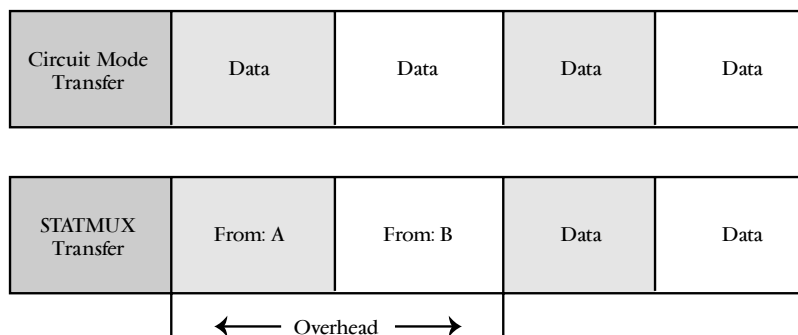 Circuit Mode
Transfer
Data
Data
Data
Data
STATMUX
Transfer
From: A
From: B
Data
Data
Overhead